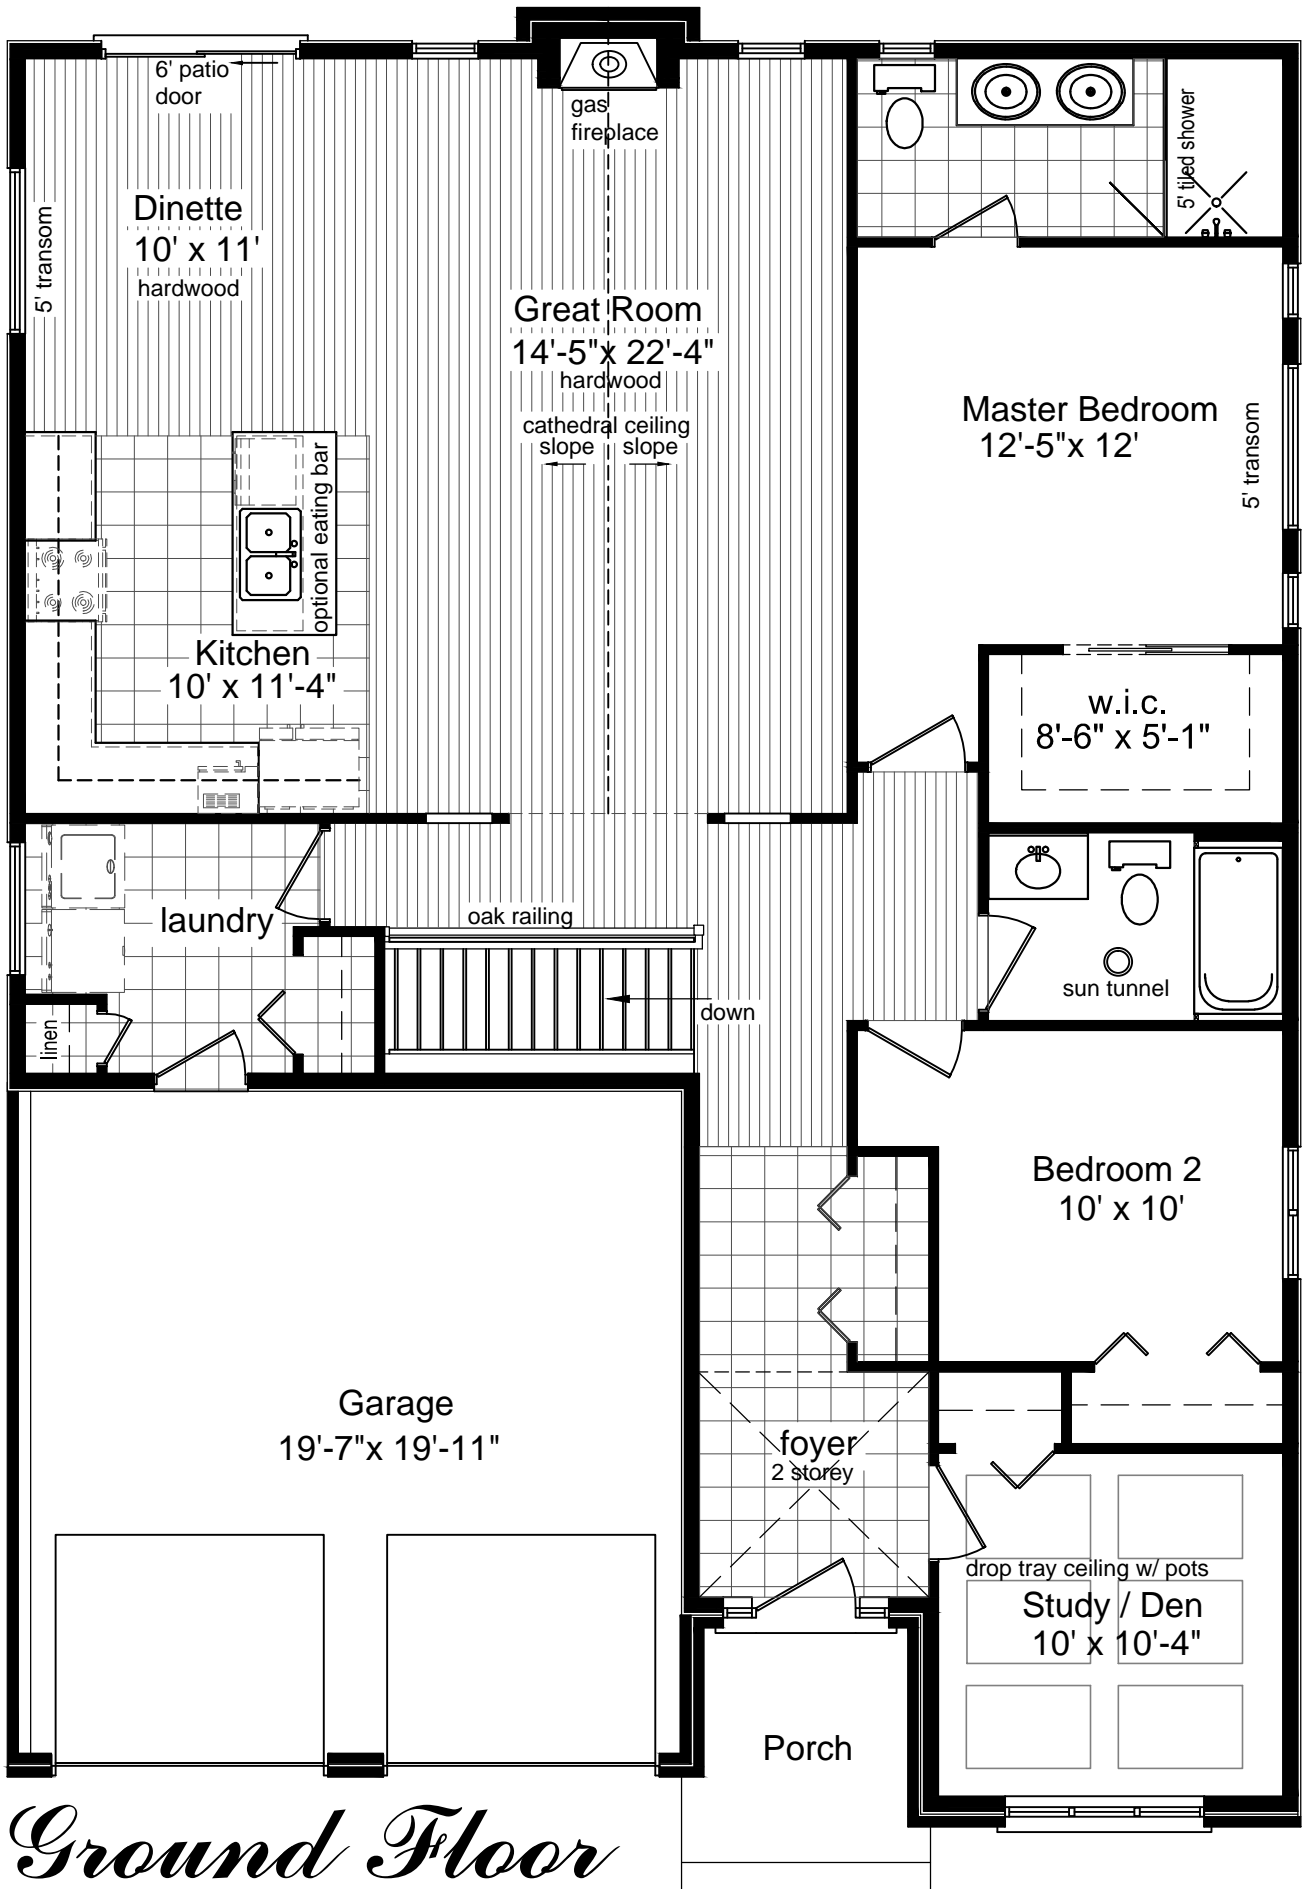 6' patio
door
gas
fireplace
5' tiled shower
Dinette
10' x 11'
hardwood
5' transom
Great Room
14'-5"x 22'-4"
hardwood
cathedral ceiling
slope slope
Master Bedroom
12'-5"x 12'
5' transom
optional eating bar
Kitchen
10' x 11'-4"
w.i.c.
8'-6" x 5'-1"
laundry
oak railing
sun tunnel
down
linen
Bedroom 2
10' x 10'
Garage
19'-7"x 19'-11"
foyer
2 storey
drop tray ceiling w/ pots
Study / Den
10' x 10'-4"
Porch
Ground Floor